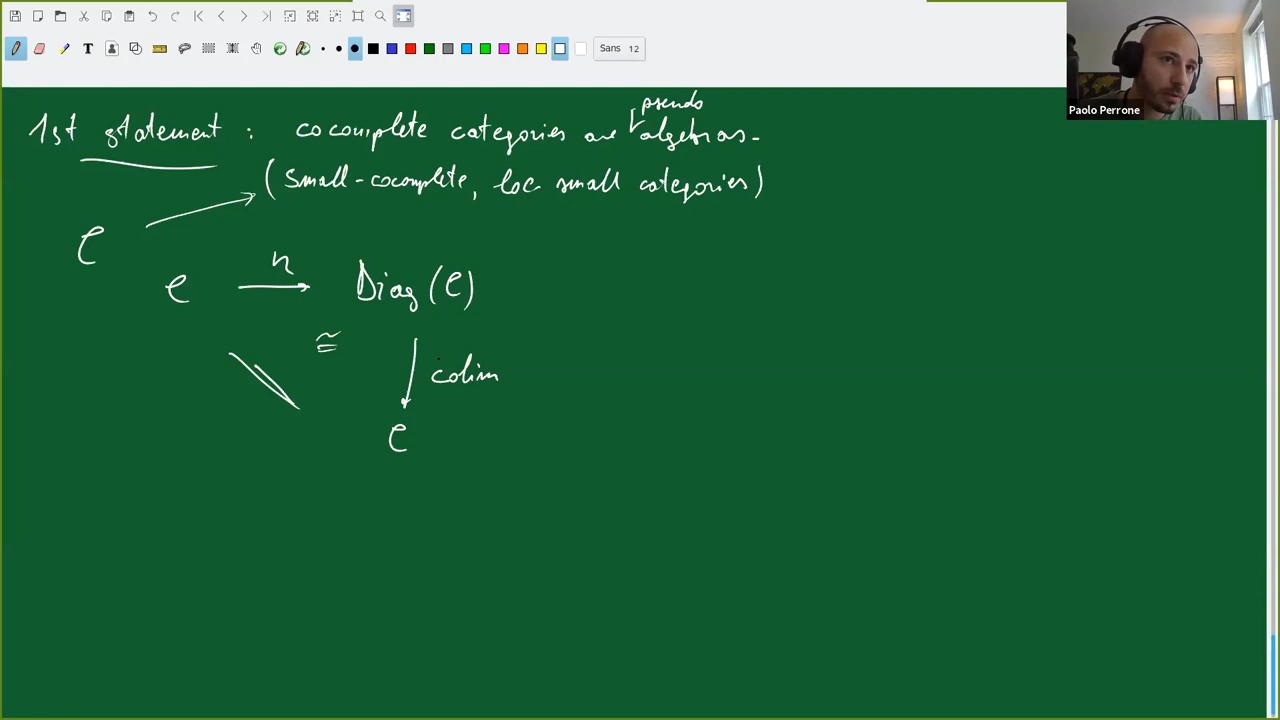 Sans 12
Paolo Perrone
pseudo
1st statement : cocomplete categories are algebras.
(Small-cocomplete, loc small categories)
C
C η Diag(C)
≅
colim
C